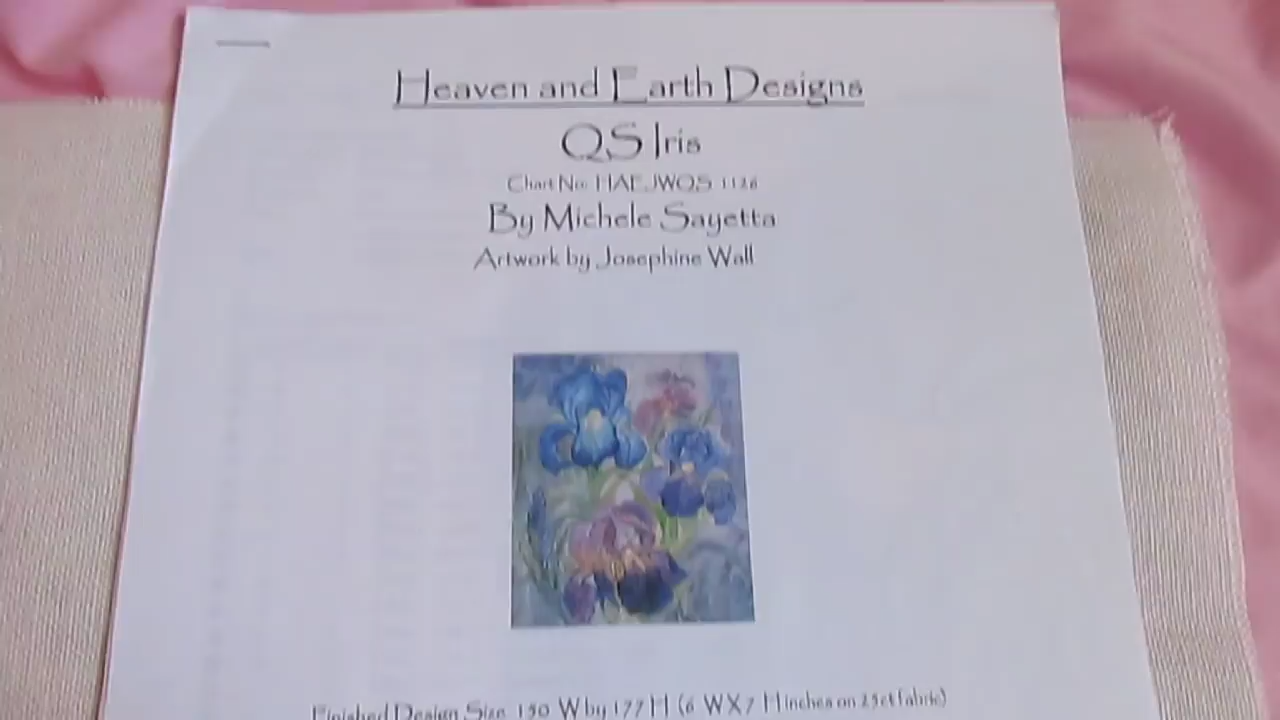 Heaven and Earth Designs
QS Iris
Chart No: HAEJWQS 1126
By Michele Sayetta
Artwork by Josephine Wall
Finished Design Size 150 W by 177 H (6 W X 7 H inches on 25ct fabric)